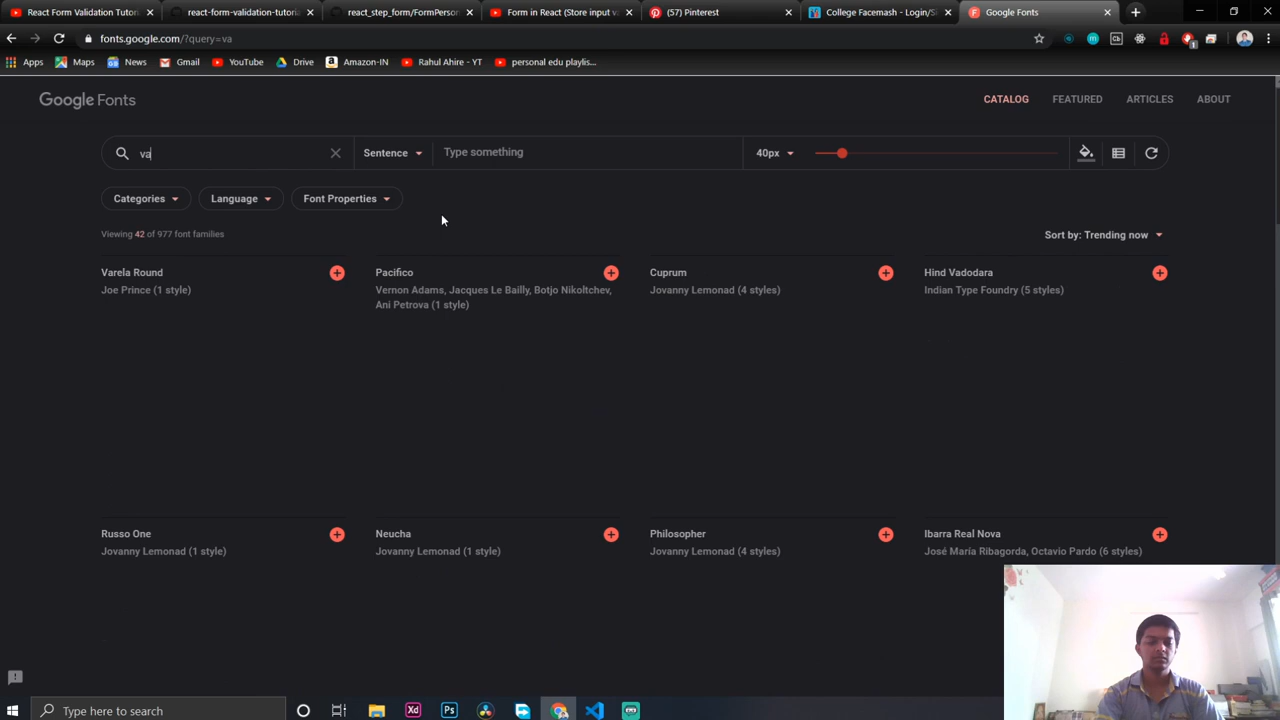 React Form Validation Tutori
react-form-validation-tutoria
react_step_form/FormPerson
Form in React (Store input va
(57) Pinterest
College Facemash - Login/Si
Google Fonts
fonts.google.com/?query=va
Apps
Maps
News
Gmail
YouTube
Drive
Amazon-IN
Rahul Ahire - YT
personal edu playlis...
Google Fonts
CATALOG
FEATURED
ARTICLES
ABOUT
va
Sentence
Type something
40px
Categories
Language
Font Properties
Viewing 42 of 977 font families
Sort by: Trending now
Varela Round
Joe Prince (1 style)
Pacifico
Vernon Adams, Jacques Le Bailly, Botjo Nikoltchev,
Ani Petrova (1 style)
Cuprum
Jovanny Lemonad (4 styles)
Hind Vadodara
Indian Type Foundry (5 styles)
Russo One
Jovanny Lemonad (1 style)
Neucha
Jovanny Lemonad (1 style)
Philosopher
Jovanny Lemonad (4 styles)
Ibarra Real Nova
José María Ribagorda, Octavio Pardo (6 styles)
Type here to search